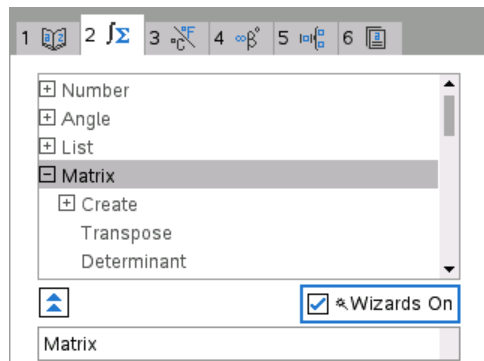 1 2 ∫Σ 3 °C °F 4 ∞β° 5 6
Number
Angle
List
Matrix
Create
Transpose
Determinant
Wizards On
Matrix